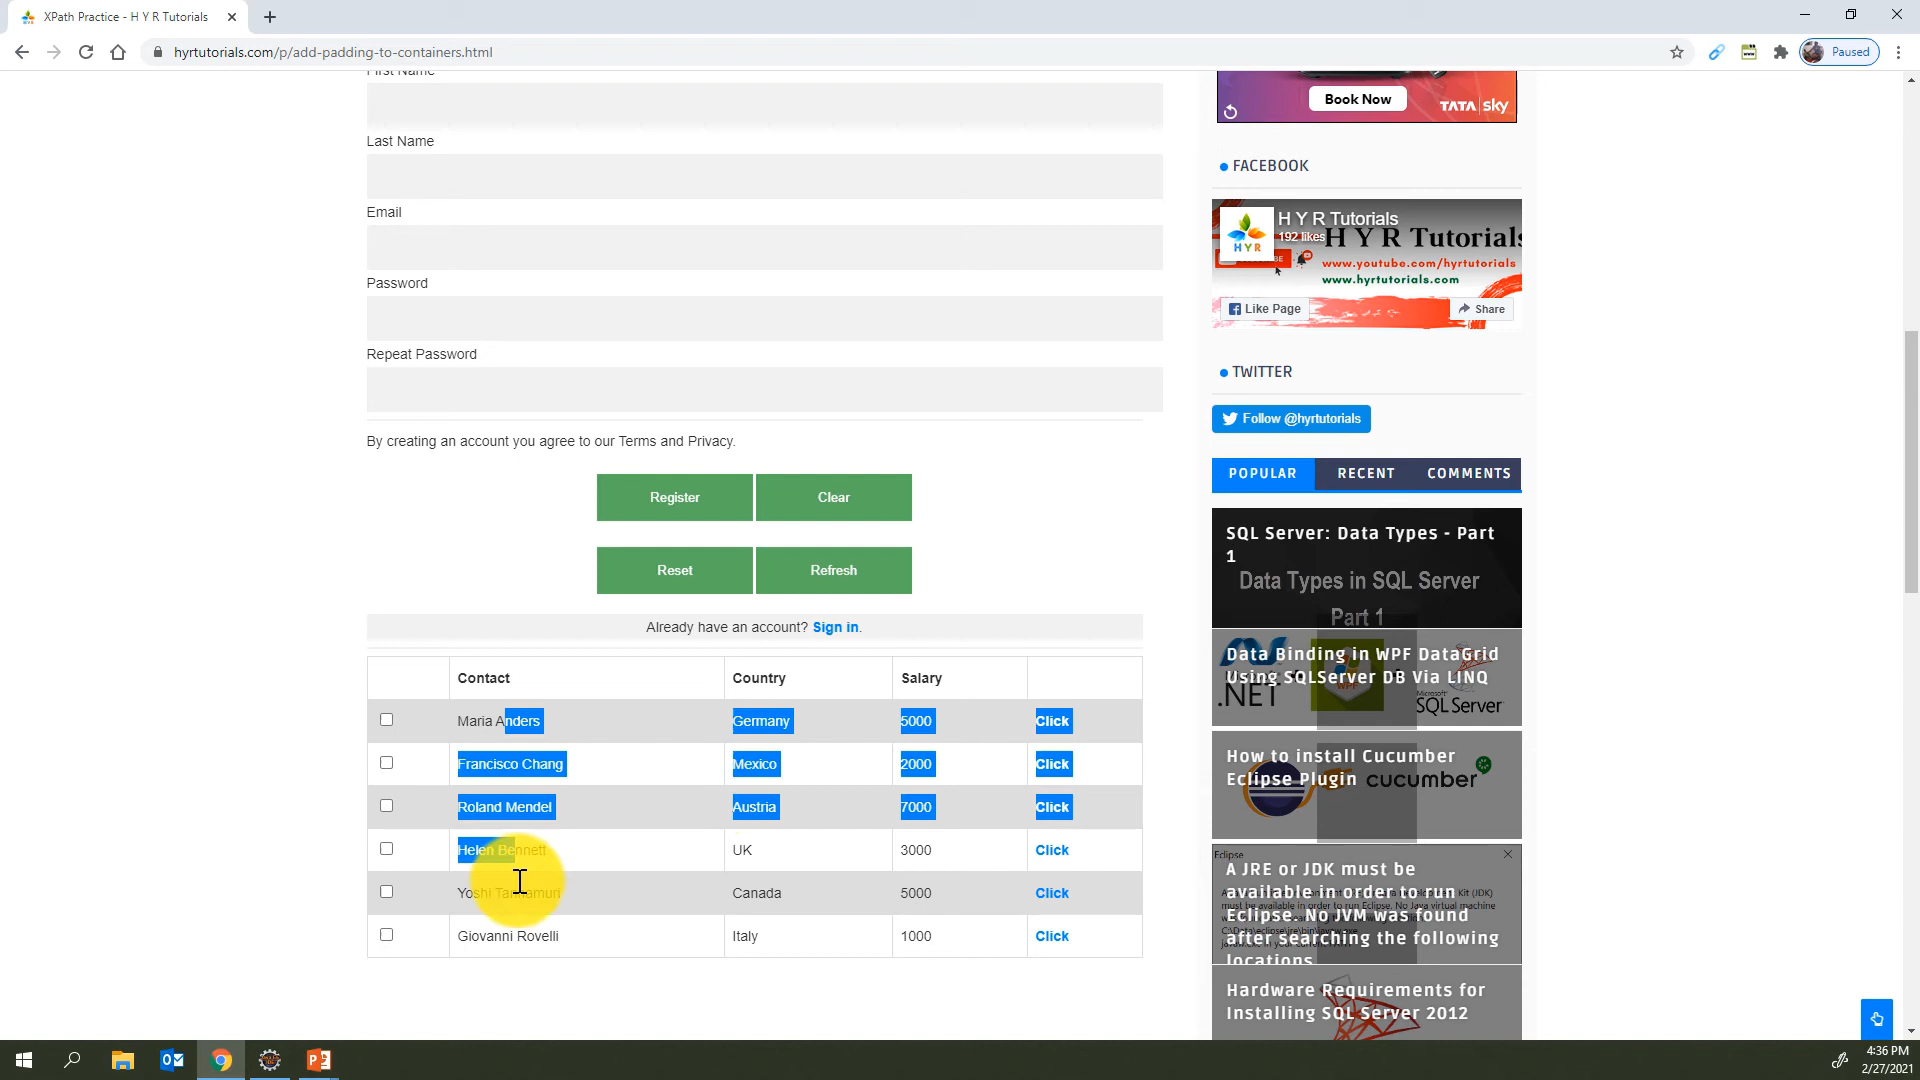 XPath Practice - H Y R Tutorials
hyrtutorials.com/p/add-padding-to-containers.html
Paused
First Name
Last Name
Email
Password
Repeat Password
By creating an account you agree to our Terms and Privacy.
Register
Clear
Reset
Refresh
Already have an account? Sign in.
Contact Country Salary
Maria Anders Germany 5000 Click
Francisco Chang Mexico 2000 Click
Roland Mendel Austria 7000 Click
Helen Bennett UK 3000 Click
Yoshi Tannamuri Canada 5000 Click
Giovanni Rovelli Italy 1000 Click
Book Now
TATA sky
FACEBOOK
H Y R Tutorials
192 likes
H Y R Tutorials
HYR
www.youtube.com/hyrtutorials
www.hyrtutorials.com
Like Page
Share
TWITTER
Follow @hyrtutorials
POPULAR RECENT COMMENTS
SQL Server: Data Types - Part
1
Data Types in SQL Server
Part 1
Data Binding in WPF DataGrid
Using SQLServer DB Via LINQ
.NET
WPF
Microsoft
SQL Server
How to install Cucumber
Eclipse Plugin
cucumber
Eclipse
A JRE or JDK must be
available in order to run
Eclipse. No JVM was found
after searching the following
locations
Hardware Requirements for
Installing SQL Server 2012
4:36 PM
2/27/2021